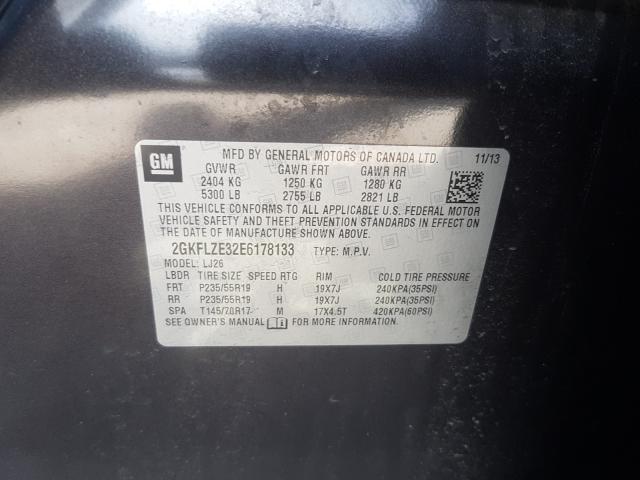 GM
MFD BY GENERAL MOTORS OF CANADA LTD. 11/13
GVWR GAWR FRT GAWR RR
2404 KG 1250 KG 1280 KG
5300 LB 2755 LB 2821 LB
THIS VEHICLE CONFORMS TO ALL APPLICABLE U.S. FEDERAL MOTOR
VEHICLE SAFETY AND THEFT PREVENTION STANDARDS IN EFFECT ON
THE DATE OF MANUFACTURE SHOWN ABOVE.
2GKFLZE32E6178133 TYPE: M.P.V.
MODEL: LJ26
LBDR TIRE SIZE SPEED RTG RIM COLD TIRE PRESSURE
FRT P235/55R19 H 19X7J 240KPA(35PSI)
RR P235/55R19 H 19X7J 240KPA(35PSI)
SPA T145/70R17 M 17X4.5T 420KPA(60PSI)
SEE OWNER'S MANUAL FOR MORE INFORMATION.